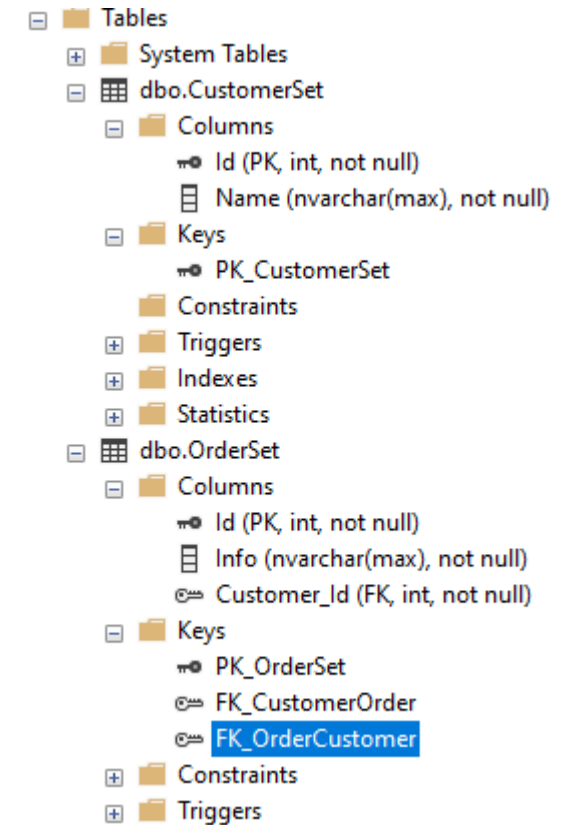 Tables
System Tables
dbo.CustomerSet
Columns
Id (PK, int, not null)
Name (nvarchar(max), not null)
Keys
PK_CustomerSet
Constraints
Triggers
Indexes
Statistics
dbo.OrderSet
Columns
Id (PK, int, not null)
Info (nvarchar(max), not null)
Customer_Id (FK, int, not null)
Keys
PK_OrderSet
FK_CustomerOrder
FK_OrderCustomer
Constraints
Triggers